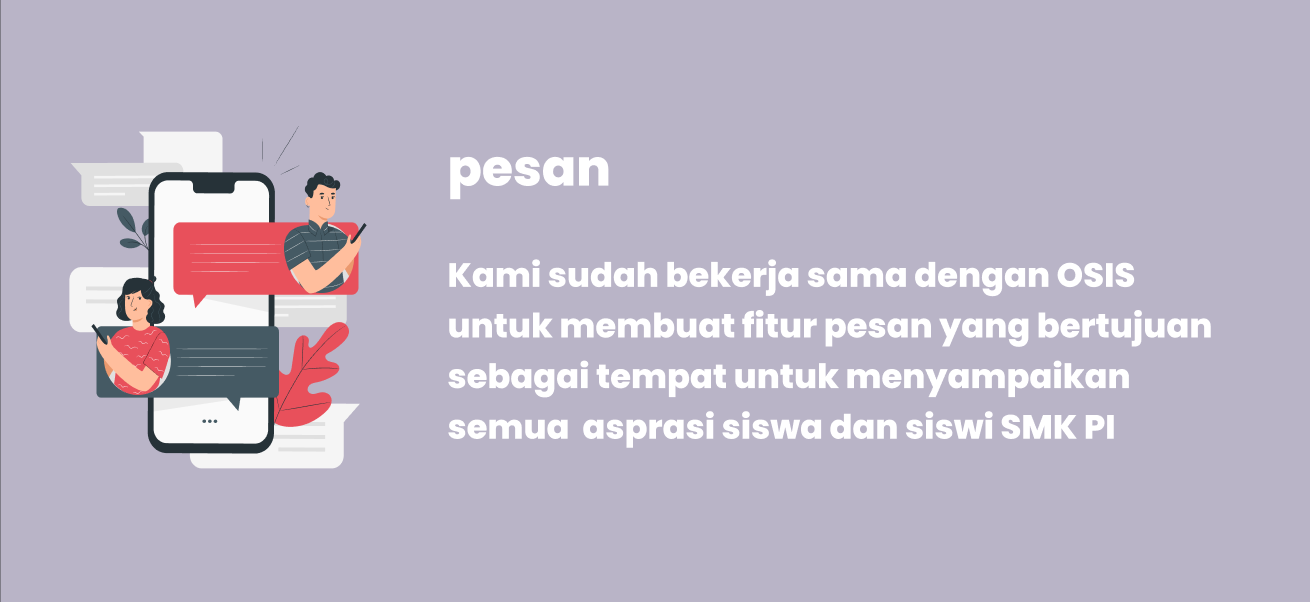 pesan
Kami sudah bekerja sama dengan OSIS
untuk membuat fitur pesan yang bertujuan
sebagai tempat untuk menyampaikan
semua  asprasi siswa dan siswi SMK PI